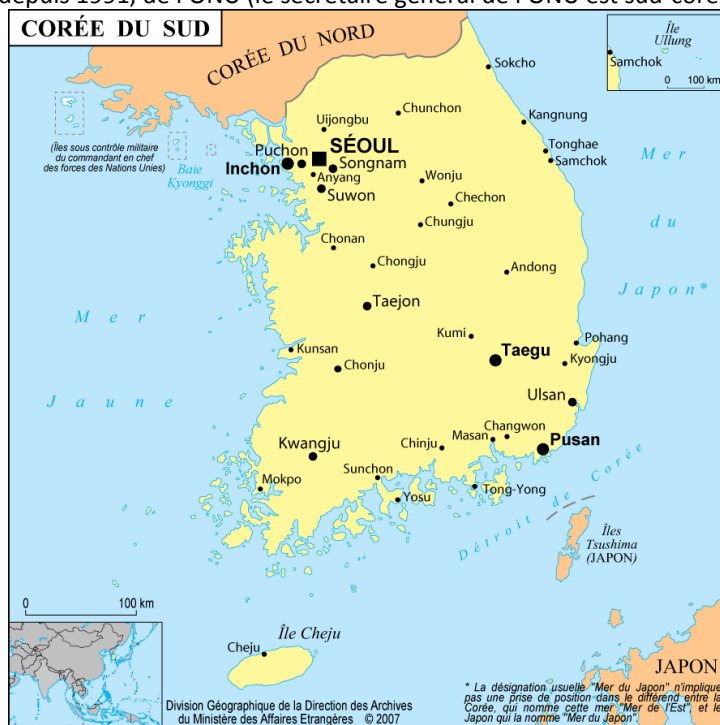 depuis 1991, de l'ONU (le secrétaire général de l'ONU est sud-coré
CORÉE DU SUD
CORÉE DU NORD
Île
Ullung
Samchok
0 100 km
Sokcho
Chunchon
Kangnung
Uijongbu
(Îles sous contrôle militaire
du commandant en chef
des forces des Nations Unies)
Baie
Kyonggi
Puchon
SÉOUL
Inchon
Songnam
Anyang
Suwon
Tonghae
Samchok
Wonju
Chechon
Chungju
Mer
du
Japon*
Chonan
Chongju
Andong
Taejon
Mer
Jaune
Kumi
Pohang
Kunsan
Taegu
Kyongju
Chonju
Ulsan
Changwon
Masan
Pusan
Kwangju
Chinju
Sunchon
Mokpo
Yosu
Tong-Yong
Détroit de Corée
Îles
Tsushima
(JAPON)
0 100 km
Île Cheju
Cheju
JAPON
Division Géographique de la Direction des Archives
du Ministère des Affaires Etrangères © 2007
* La désignation usuelle "Mer du Japon" n'implique
pas une prise de position dans le différend entre la
Corée, qui nomme cette mer "Mer de l'Est", et le
Japon qui la nomme "Mer du Japon".